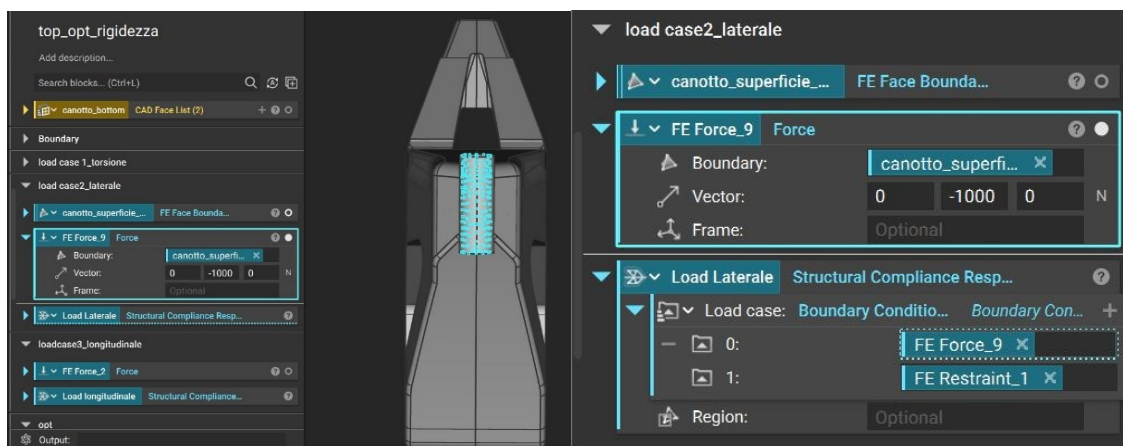 top_opt_rigidezza
Add description...
Search blocks... (Ctrl+L)
canotto_bottom CAD Face List (2)
Boundary
load case 1_torsione
load case2_laterale
canotto_superficie_... FE Face Bounda...
FE Force_9 Force
Boundary: canotto_superfi...
Vector: 0 -1000 0 N
Frame: Optional
Load Laterale Structural Compliance Resp...
loadcase3_longitudinale
FE Force_2 Force
Load longitudinale Structural Compliance...
opt
Output:
load case2_laterale
canotto_superficie_... FE Face Bounda...
FE Force_9 Force
Boundary: canotto_superfi...
Vector: 0 -1000 0 N
Frame: Optional
Load Laterale Structural Compliance Resp...
Load case: Boundary Conditio... Boundary Con...
0: FE Force_9
1: FE Restraint_1
Region: Optional